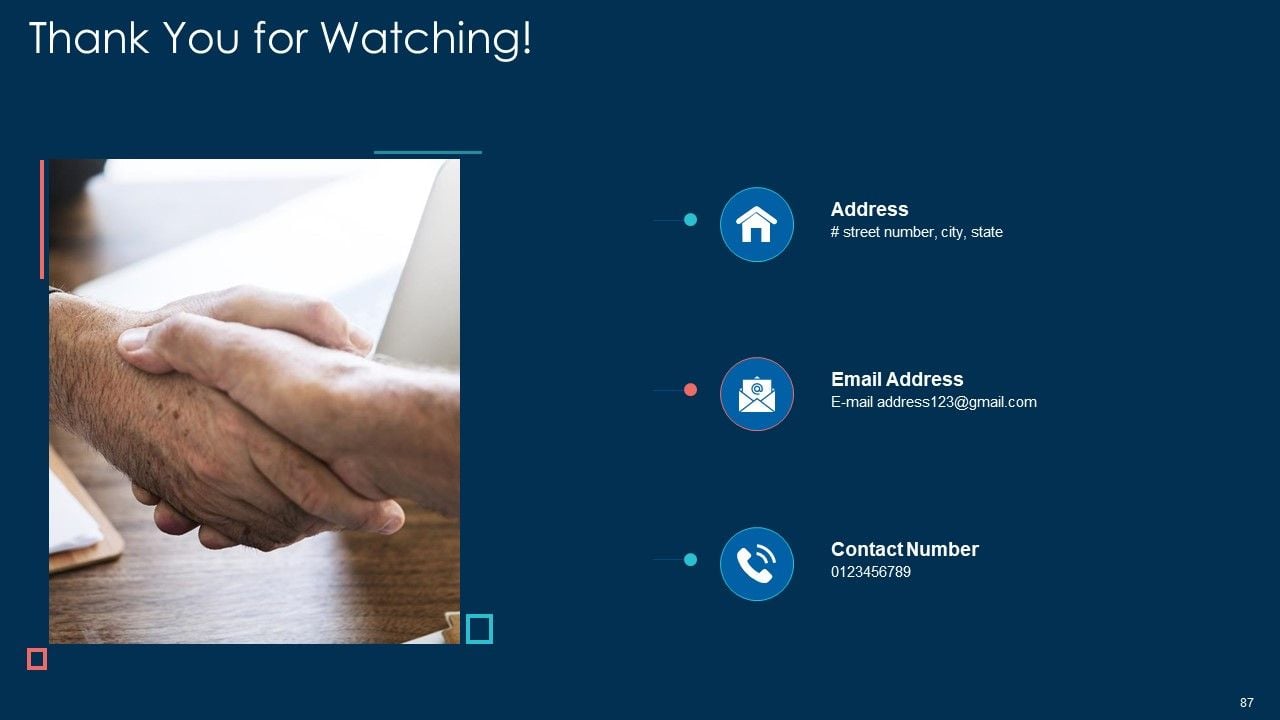 Thank You for Watching!
Address
# street number, city, state
@
Email Address
E-mail address123@gmail.com
Contact Number
0123456789
87